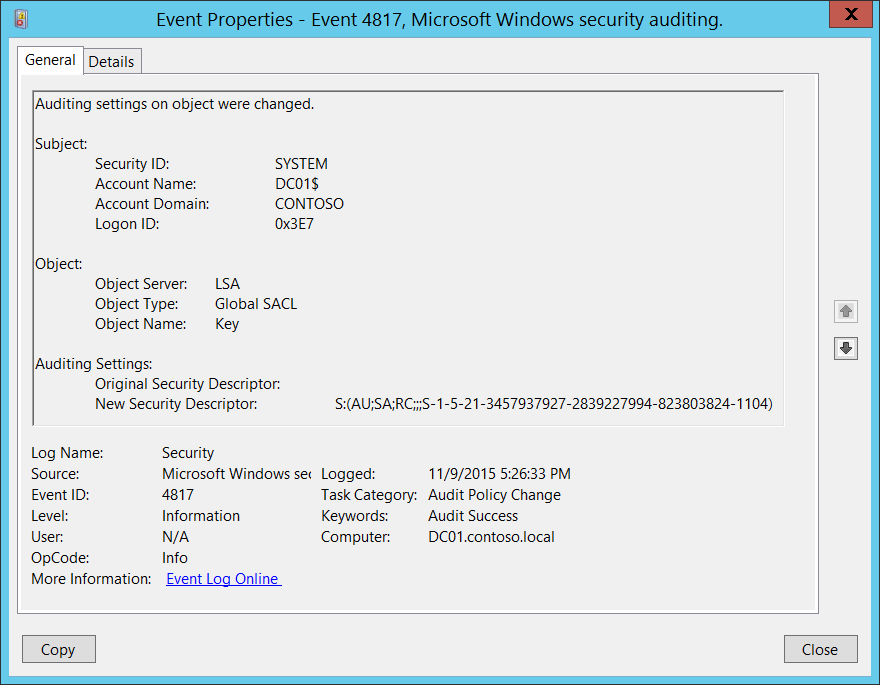 Event Properties - Event 4817, Microsoft Windows security auditing.
X
General Details
Auditing settings on object were changed.
Subject:
Security ID: SYSTEM
Account Name: DC01$
Account Domain: CONTOSO
Logon ID: 0x3E7
Object:
Object Server: LSA
Object Type: Global SACL
Object Name: Key
Auditing Settings:
Original Security Descriptor:
New Security Descriptor: S:(AU;SA;RC;;;S-1-5-21-3457937927-2839227994-823803824-1104)
Log Name: Security
Source: Microsoft Windows sec Logged: 11/9/2015 5:26:33 PM
Event ID: 4817 Task Category: Audit Policy Change
Level: Information Keywords: Audit Success
User: N/A Computer: DC01.contoso.local
OpCode: Info
More Information: Event Log Online
Copy Close